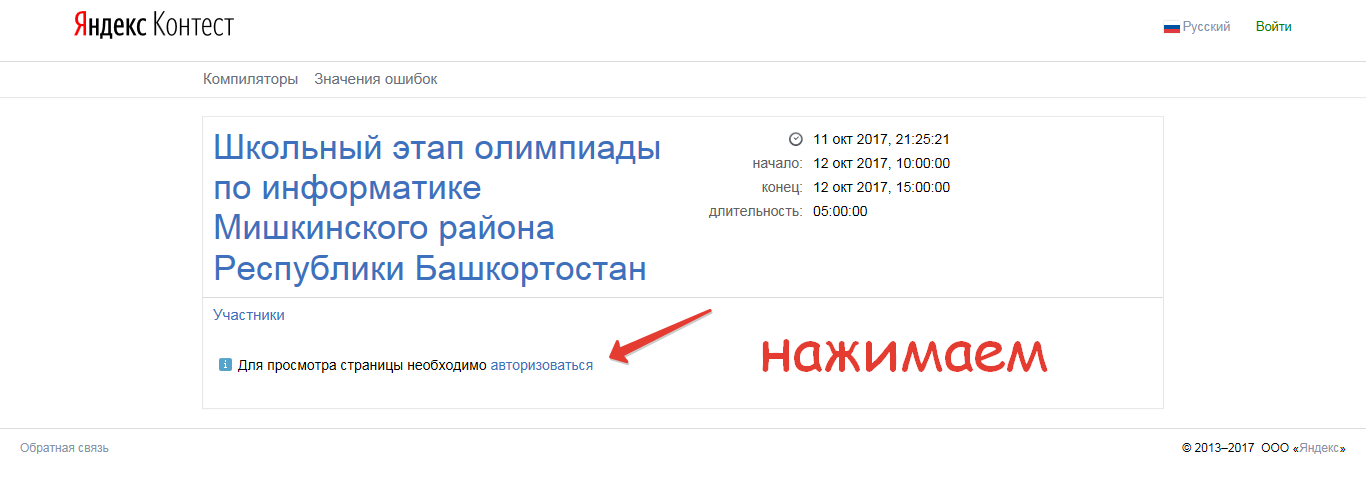 Яндекс Контест
Русский Войти
Компиляторы Значения ошибок
Школьный этап олимпиады
по информатике
Мишкинского района
Республики Башкортостан
11 окт 2017, 21:25:21
начало: 12 окт 2017, 10:00:00
конец: 12 окт 2017, 15:00:00
длительность: 05:00:00
Участники
Для просмотра страницы необходимо авторизоваться
нажимаем
Обратная связь
© 2013–2017 ООО «Яндекс»